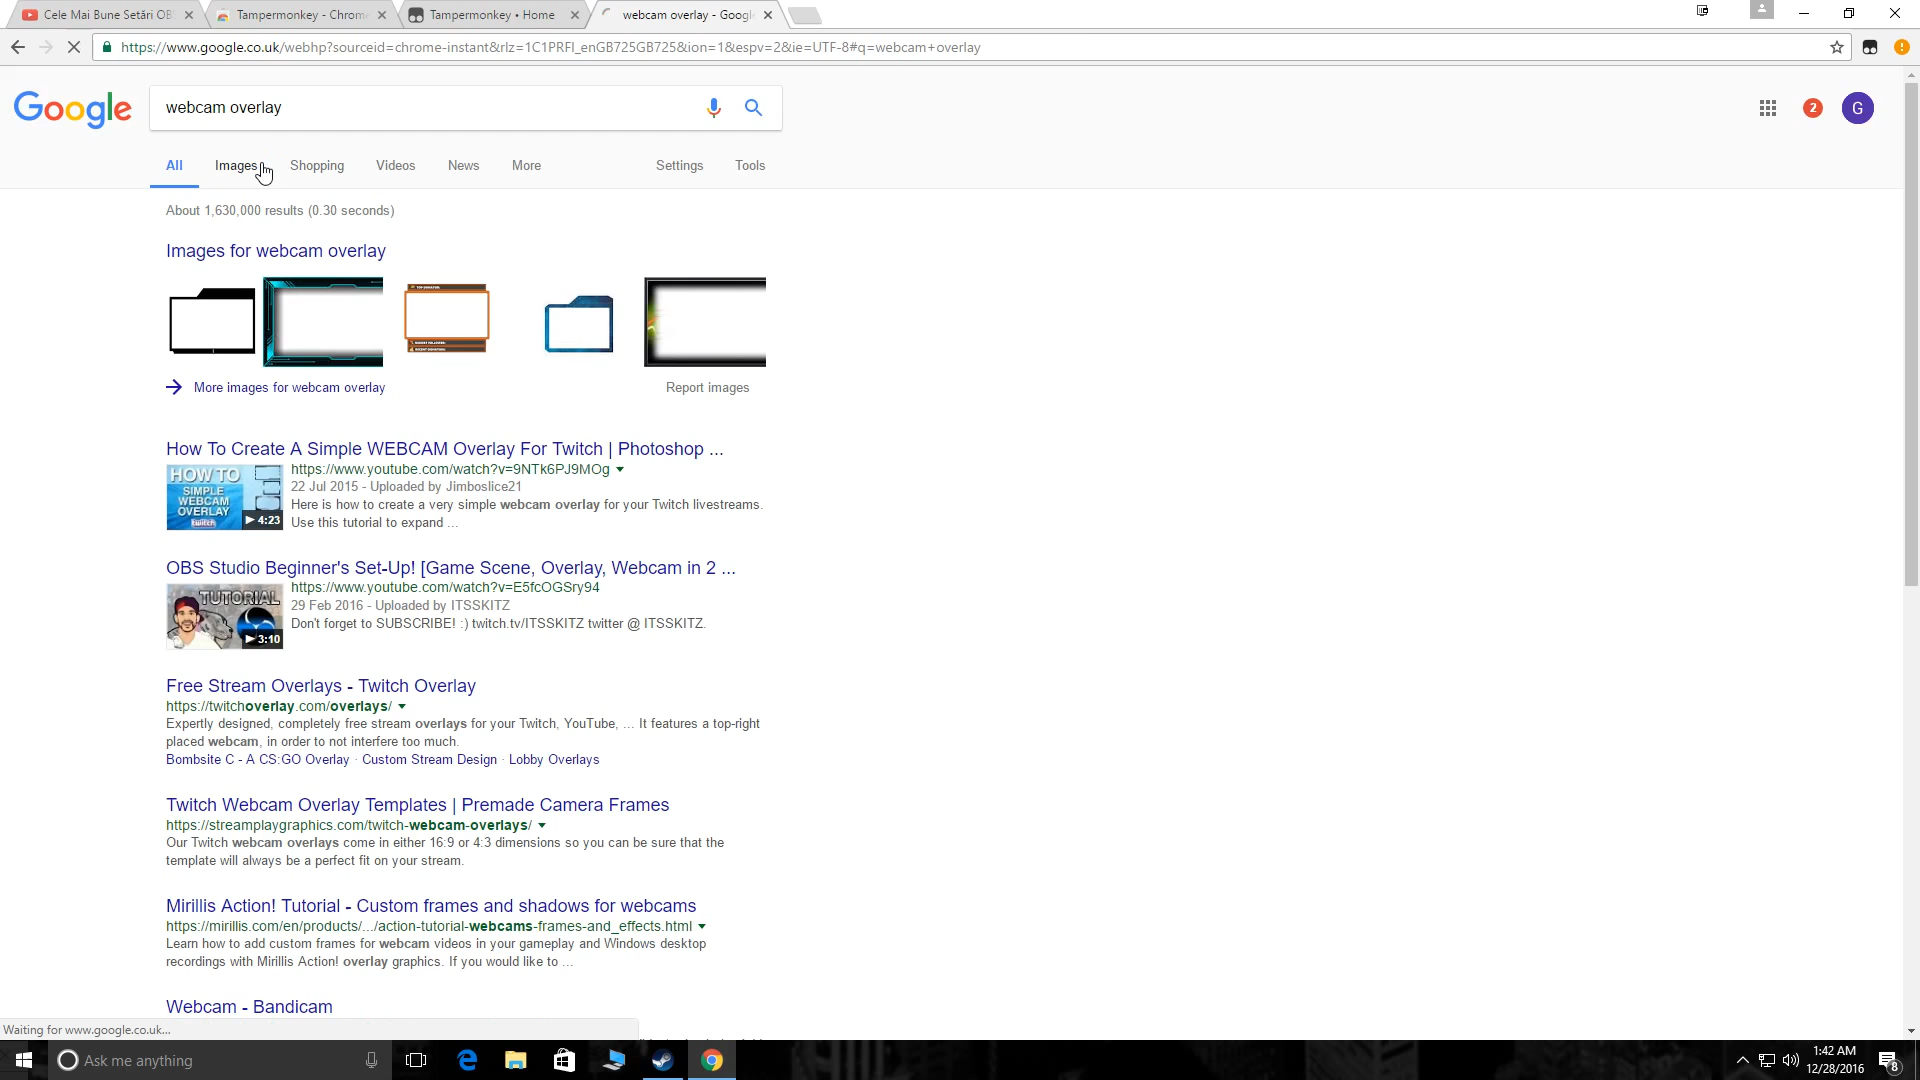 Cele Mai Bune Setări OB
Tampermonkey - Chrome
Tampermonkey • Home
webcam overlay - Google
https://www.google.co.uk/webhp?sourceid=chrome-instant&rlz=1C1PRFI_enGB725GB725&ion=1&espv=2&ie=UTF-8#q=webcam+overlay
Google
webcam overlay
2
G
All
Images
Shopping
Videos
News
More
Settings
Tools
About 1,630,000 results (0.30 seconds)
Images for webcam overlay
More images for webcam overlay
Report images
How To Create A Simple WEBCAM Overlay For Twitch | Photoshop ...
HOW TO
SIMPLE
WEBCAM
OVERLAY
twitch
4:23
https://www.youtube.com/watch?v=9NTk6PJ9MOg
22 Jul 2015 - Uploaded by Jimboslice21
Here is how to create a very simple webcam overlay for your Twitch livestreams.
Use this tutorial to expand ...
OBS Studio Beginner's Set-Up! [Game Scene, Overlay, Webcam in 2 ...
TUTORIAL
3:10
https://www.youtube.com/watch?v=E5fcOGSry94
29 Feb 2016 - Uploaded by ITSSKITZ
Don't forget to SUBSCRIBE! :) twitch.tv/ITSSKITZ twitter @ ITSSKITZ.
Free Stream Overlays - Twitch Overlay
https://twitchoverlay.com/overlays/
Expertly designed, completely free stream overlays for your Twitch, YouTube, ... It features a top-right
placed webcam, in order to not interfere too much.
Bombsite C - A CS:GO Overlay · Custom Stream Design · Lobby Overlays
Twitch Webcam Overlay Templates | Premade Camera Frames
https://streamplaygraphics.com/twitch-webcam-overlays/
Our Twitch webcam overlays come in either 16:9 or 4:3 dimensions so you can be sure that the
template will always be a perfect fit on your stream.
Mirillis Action! Tutorial - Custom frames and shadows for webcams
https://mirillis.com/en/products/.../action-tutorial-webcams-frames-and_effects.html
Learn how to add custom frames for webcam videos in your gameplay and Windows desktop
recordings with Mirillis Action! overlay graphics. If you would like to ...
Webcam - Bandicam
Waiting for www.google.co.uk...
Ask me anything
1:42 AM
12/28/2016
8